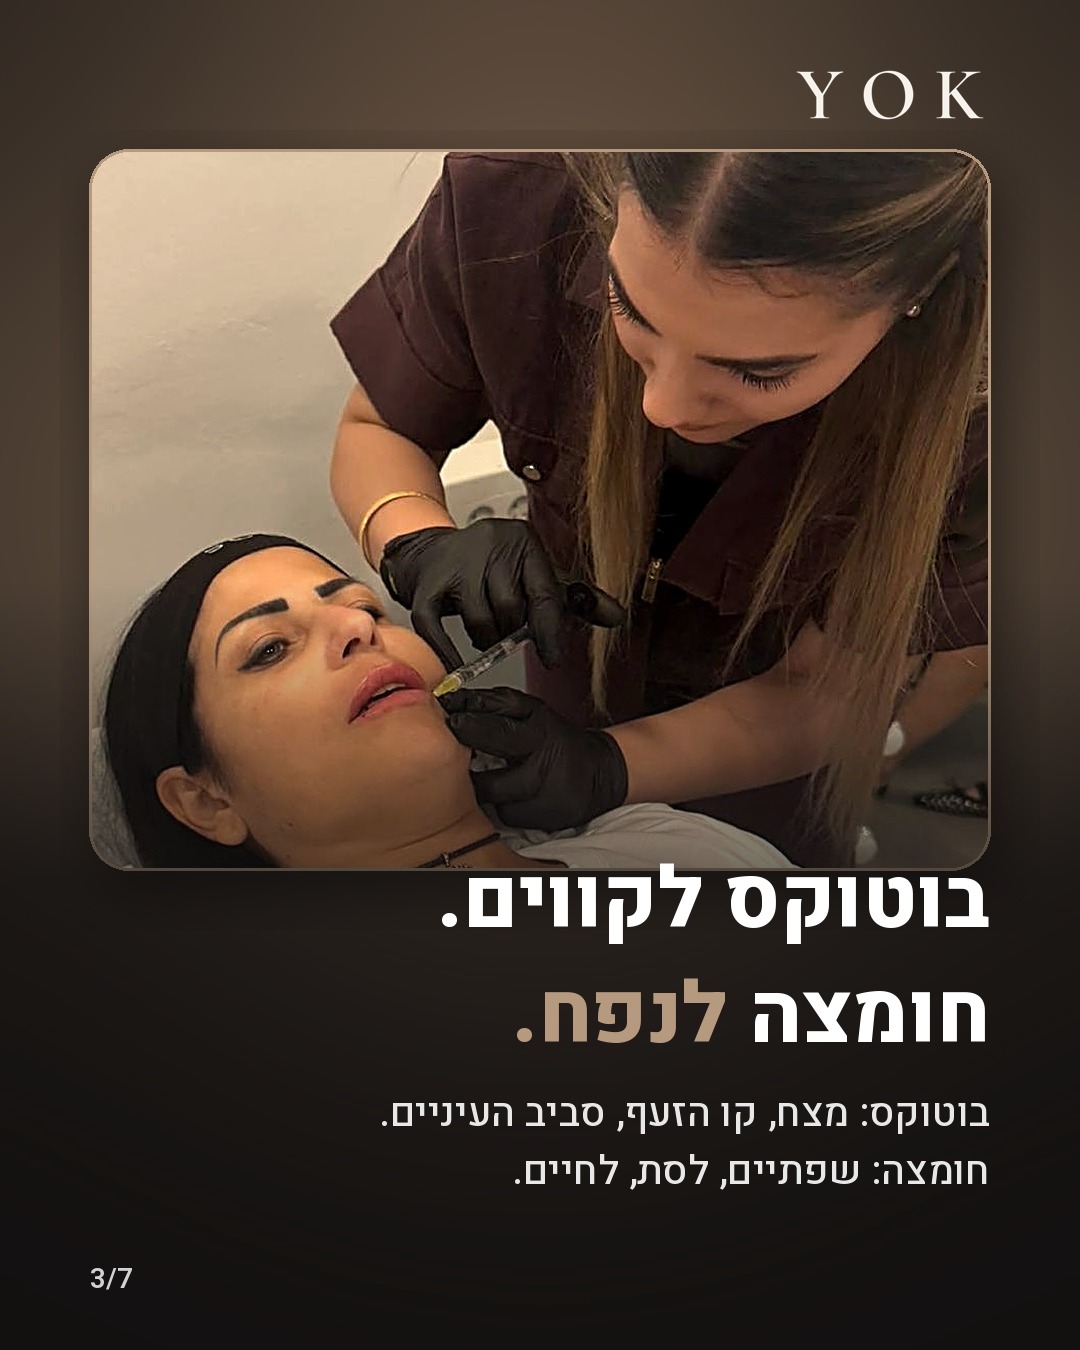 YOK
בוטוקס לקווים.
חומצה לנפח.
בוטוקס: מצח, קו הזעף, סביב העיניים.
חומצה: שפתיים, לסת, לחיים.
3/7